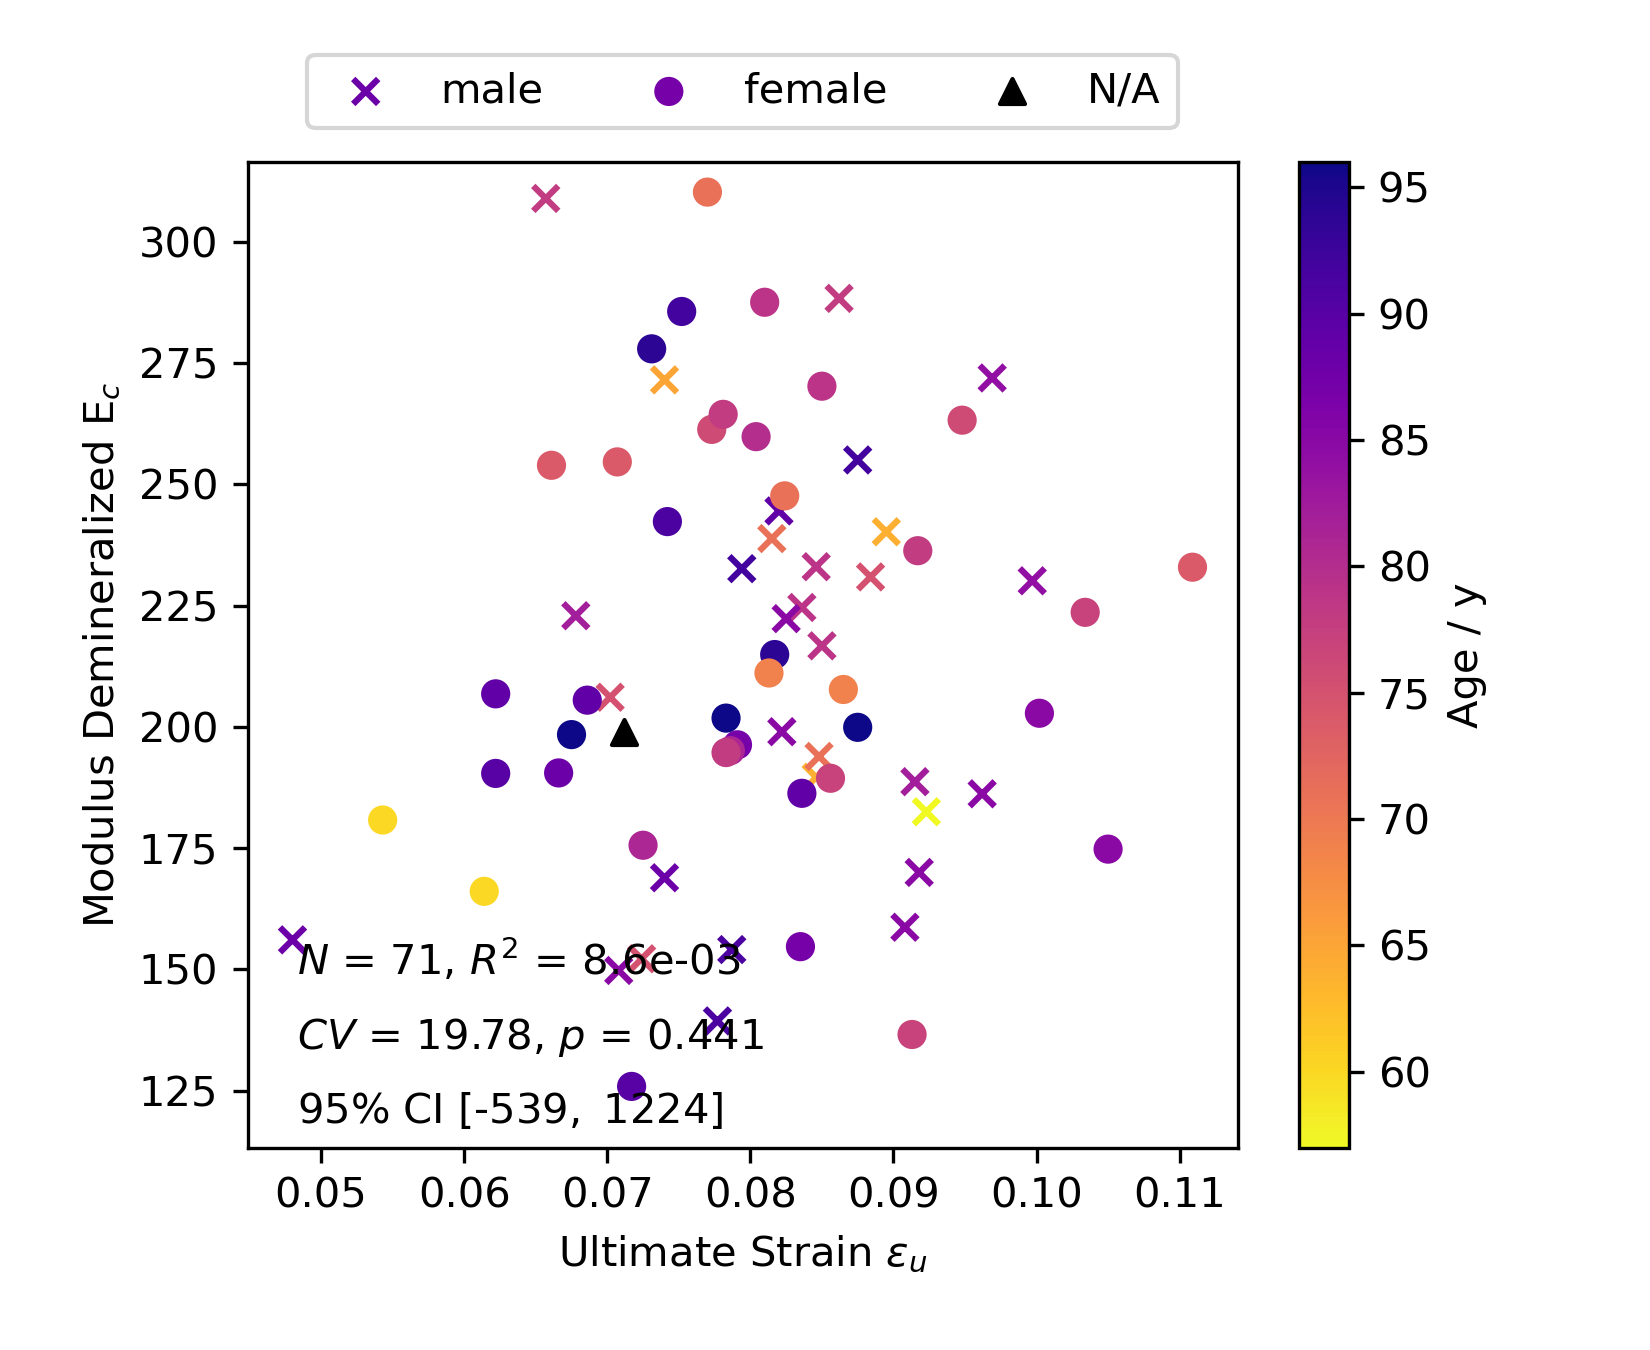 male female N/A
300
275
250
225
200
175
150
125
Modulus Demineralized E_c
N = 71, R² = 8.6e-03
CV = 19.78, p = 0.441
95% CI [-539, 1224]
0.05 0.06 0.07 0.08 0.09 0.10 0.11
Ultimate Strain ε_u
95
90
85
80
75
70
65
60
Age / y